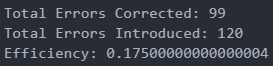 Total Errors Corrected: 99
Total Errors Introduced: 120
Efficiency: 0.17500000000000004